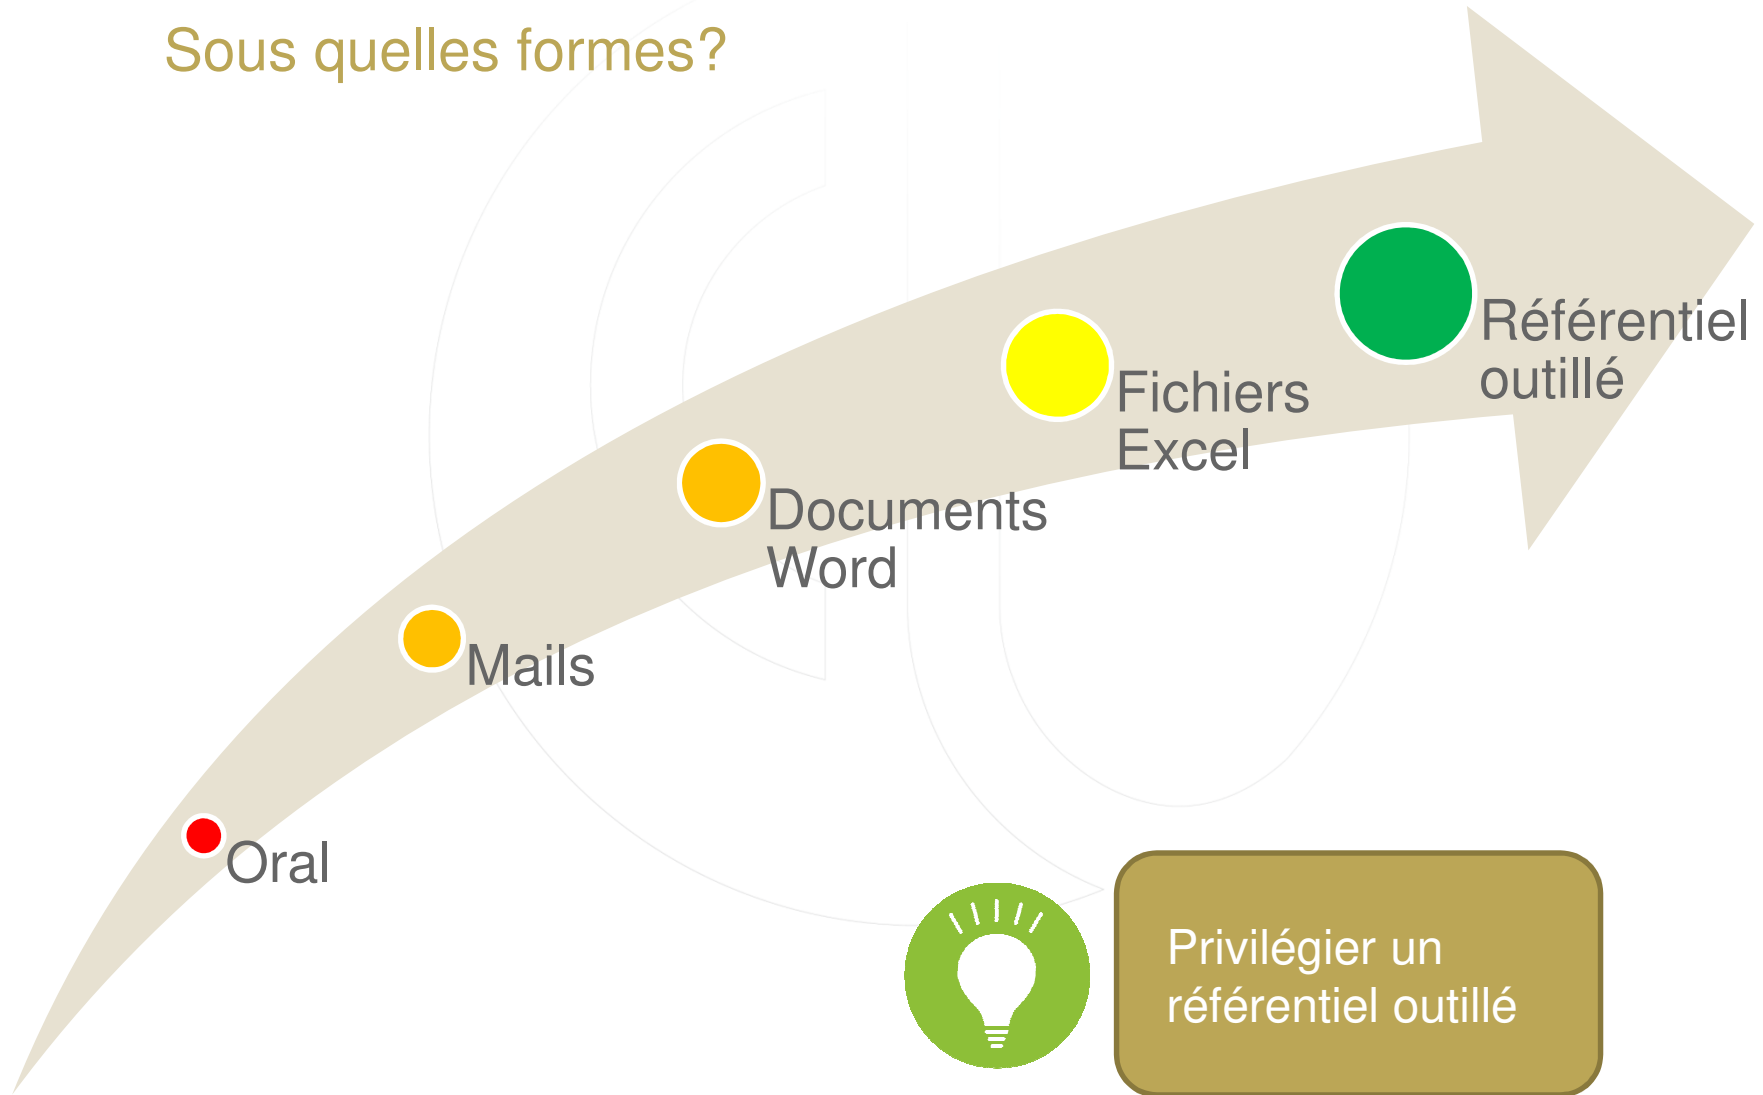 Sous quelles formes?
Référentiel
outillé
Fichiers
Excel
Documents
Word
Mails
Oral
Privilégier un
référentiel outillé